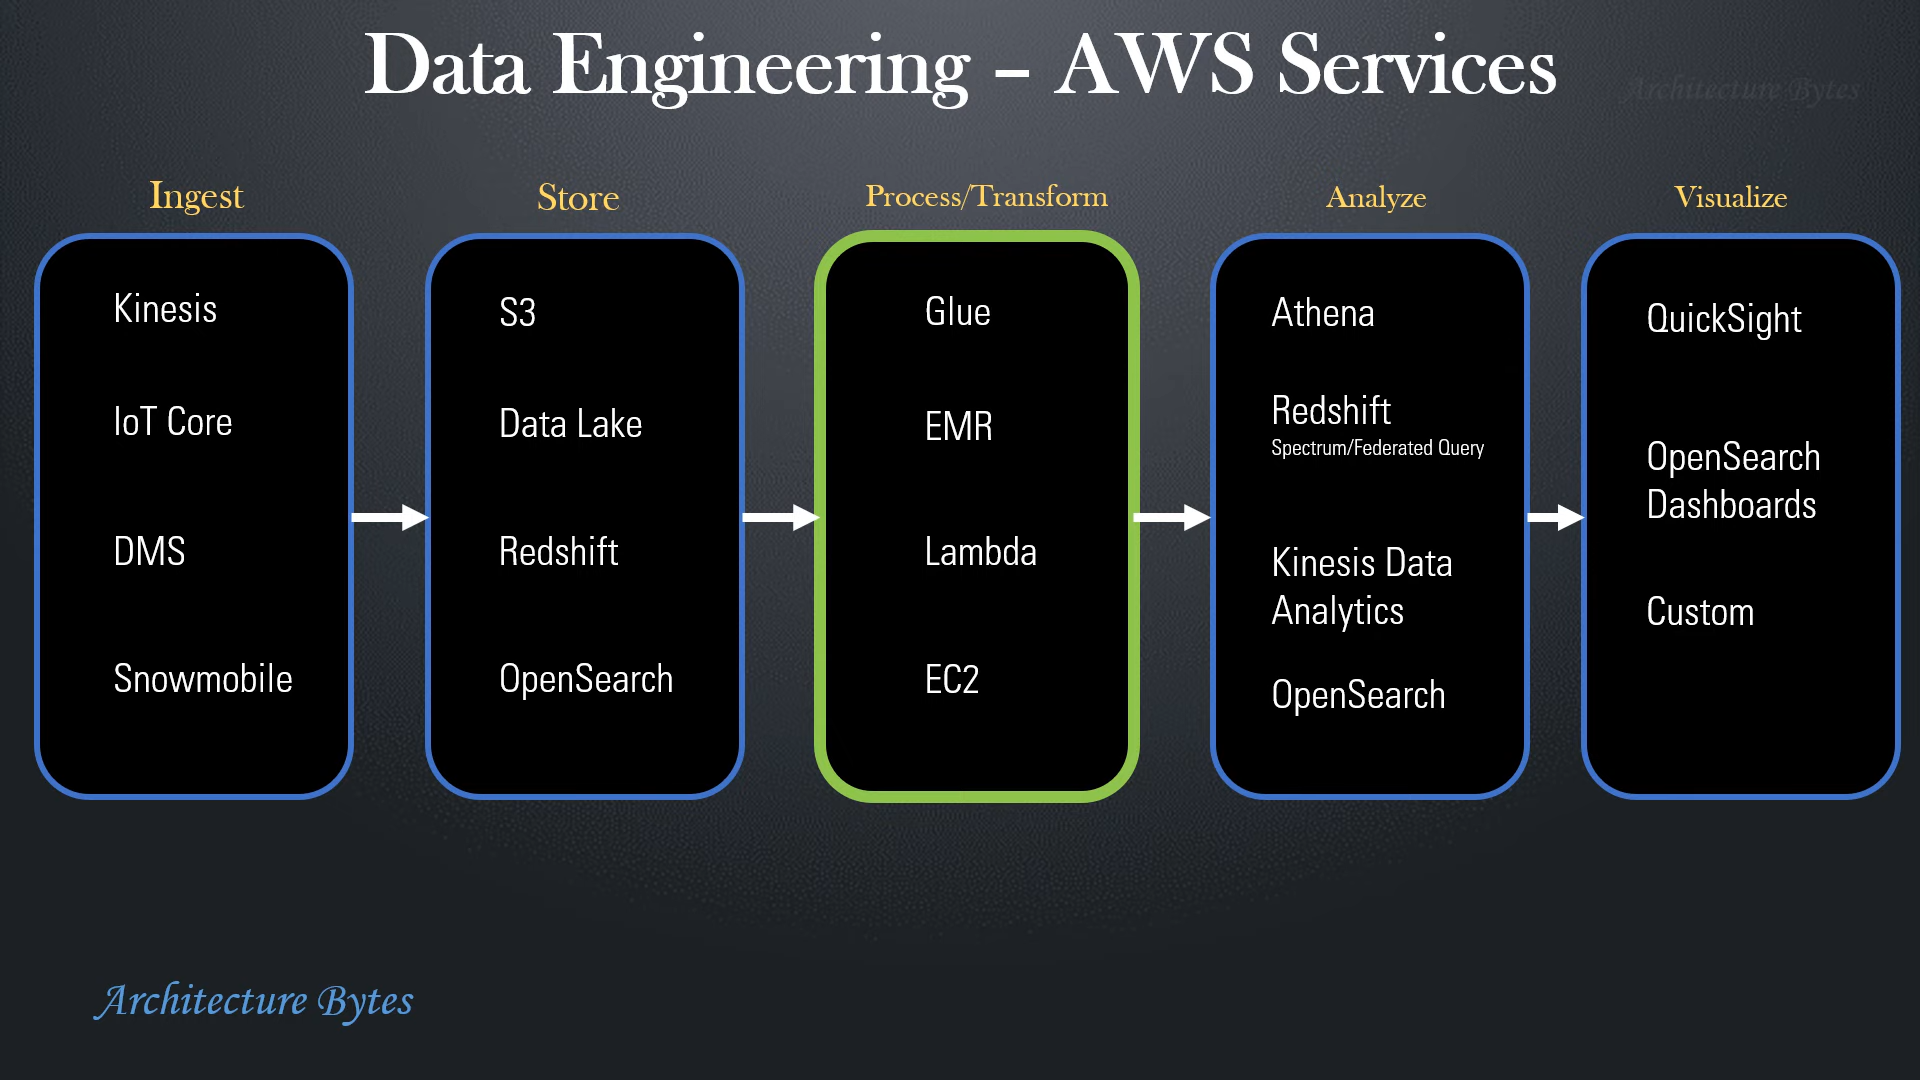 Data Engineering – AWS Services
Architecture Bytes
Ingest
Kinesis
IoT Core
DMS
Snowmobile
Store
S3
Data Lake
Redshift
OpenSearch
Process/Transform
Glue
EMR
Lambda
EC2
Analyze
Athena
Redshift
Spectrum/Federated Query
Kinesis Data
Analytics
OpenSearch
Visualize
QuickSight
OpenSearch
Dashboards
Custom
Architecture Bytes